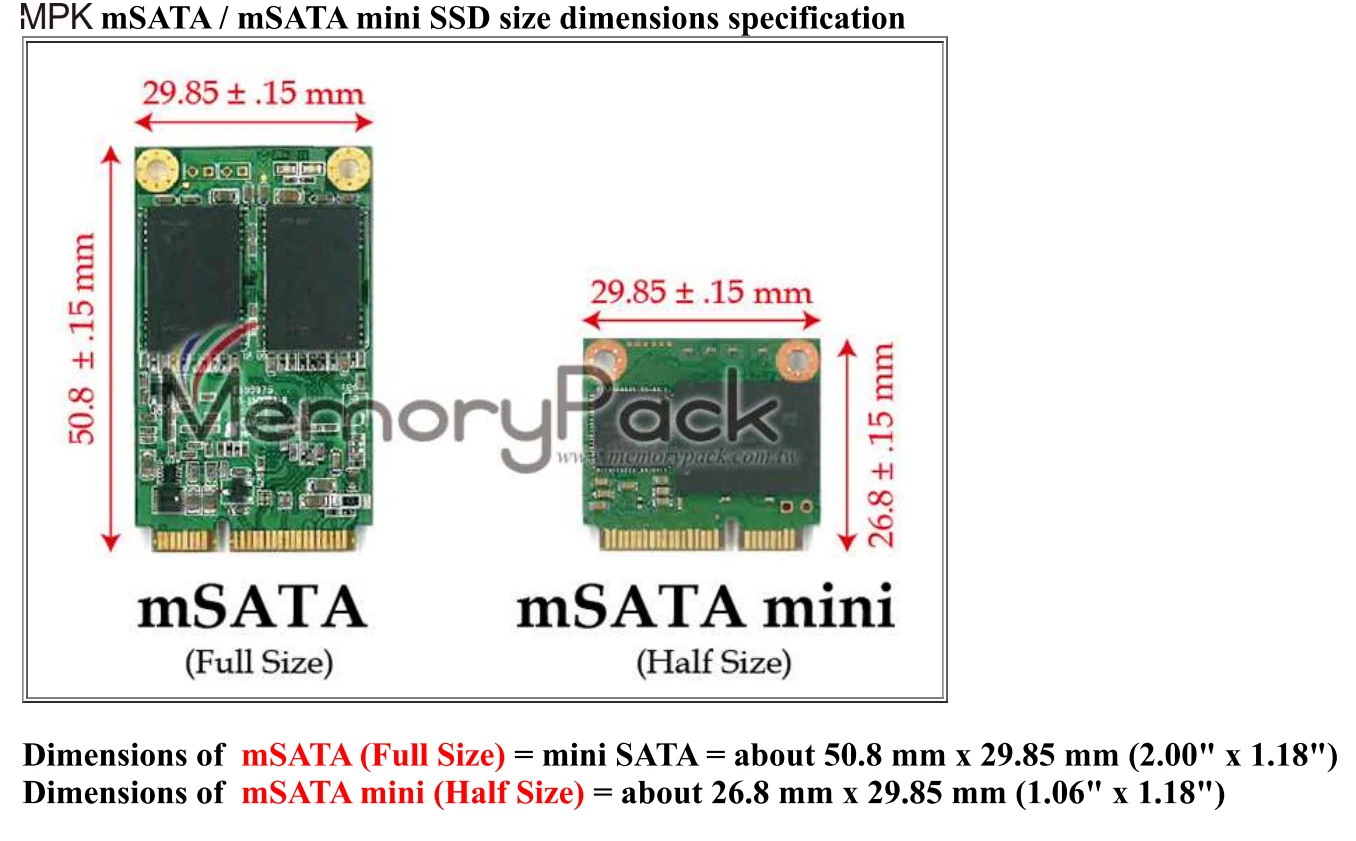 MPK mSATA / mSATA mini SSD size dimensions specification
29.85 ± .15 mm
50.8 ± .15 mm
29.85 ± .15 mm
26.8 ± .15 mm
MemoryPack
www.memorypack.com.tw
mSATA
(Full Size)
mSATA mini
(Half Size)
Dimensions of mSATA (Full Size) = mini SATA = about 50.8 mm x 29.85 mm (2.00" x 1.18")
Dimensions of mSATA mini (Half Size) = about 26.8 mm x 29.85 mm (1.06" x 1.18")